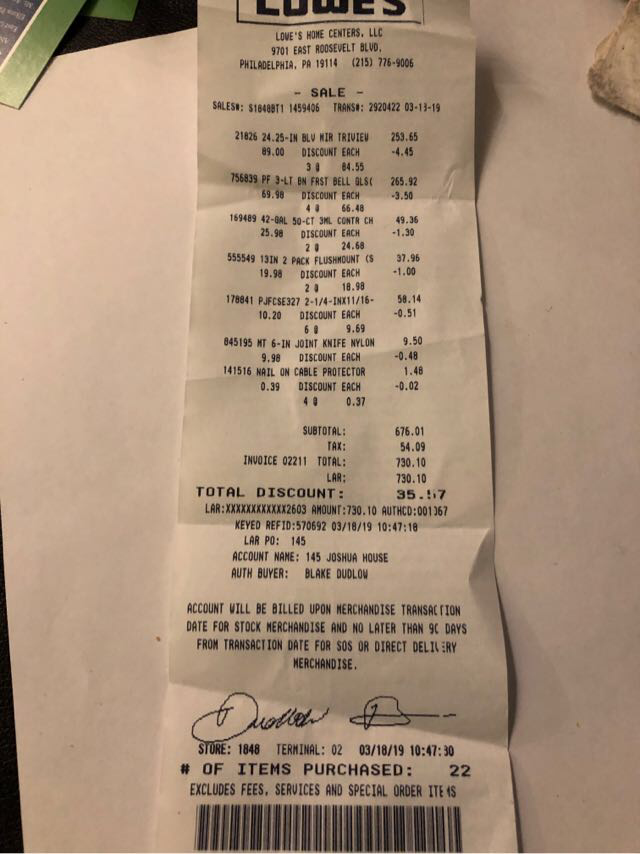 LOWE'S
LOWE'S HOME CENTERS, LLC
9701 EAST ROOSEVELT BLVD.
PHILADELPHIA, PA 19114 (215) 776-9006
- SALE -
SALES#: S1848BT1 1459406 TRANS#: 2920422 03-13-19
21826 24.25-IN BLV MIR TRIVIEW 253.65
89.00 DISCOUNT EACH -4.45
3 @ 84.55
756839 PF 3-LT BN FRST BELL GLS( 265.92
69.98 DISCOUNT EACH -3.50
4 @ 66.48
169489 42-GAL 50-CT 3ML CONTR CH 49.36
25.98 DISCOUNT EACH -1.30
2 @ 24.68
555549 13IN 2 PACK FLUSHMOUNT (S 37.96
19.98 DISCOUNT EACH -1.00
2 @ 18.98
178841 PJFCSE327 2-1/4-INX11/16- 58.14
10.20 DISCOUNT EACH -0.51
6 @ 9.69
845195 MT 6-IN JOINT KNIFE NYLON 9.50
9.98 DISCOUNT EACH -0.48
141516 NAIL ON CABLE PROTECTOR 1.48
0.39 DISCOUNT EACH -0.02
4 @ 0.37
SUBTOTAL: 676.01
TAX: 54.09
INVOICE 02211 TOTAL: 730.10
LAR: 730.10
TOTAL DISCOUNT:
LAR:XXXXXXXXXXXX2603 AMOUNT:730.10 AUTHCD:001367
KEYED REFID:570692 03/18/19 10:47:18
LAR PO: 145
ACCOUNT NAME: 145 JOSHUA HOUSE
AUTH BUYER: BLAKE DUDLOW
ACCOUNT WILL BE BILLED UPON MERCHANDISE TRANSACTION
DATE FOR STOCK MERCHANDISE AND NO LATER THAN 90 DAYS
FROM TRANSACTION DATE FOR SOS OR DIRECT DELIVERY
MERCHANDISE.
STORE: 1848 TERMINAL: 02 03/18/19 10:47:30
# OF ITEMS PURCHASED: 22
EXCLUDES FEES, SERVICES AND SPECIAL ORDER ITEMS